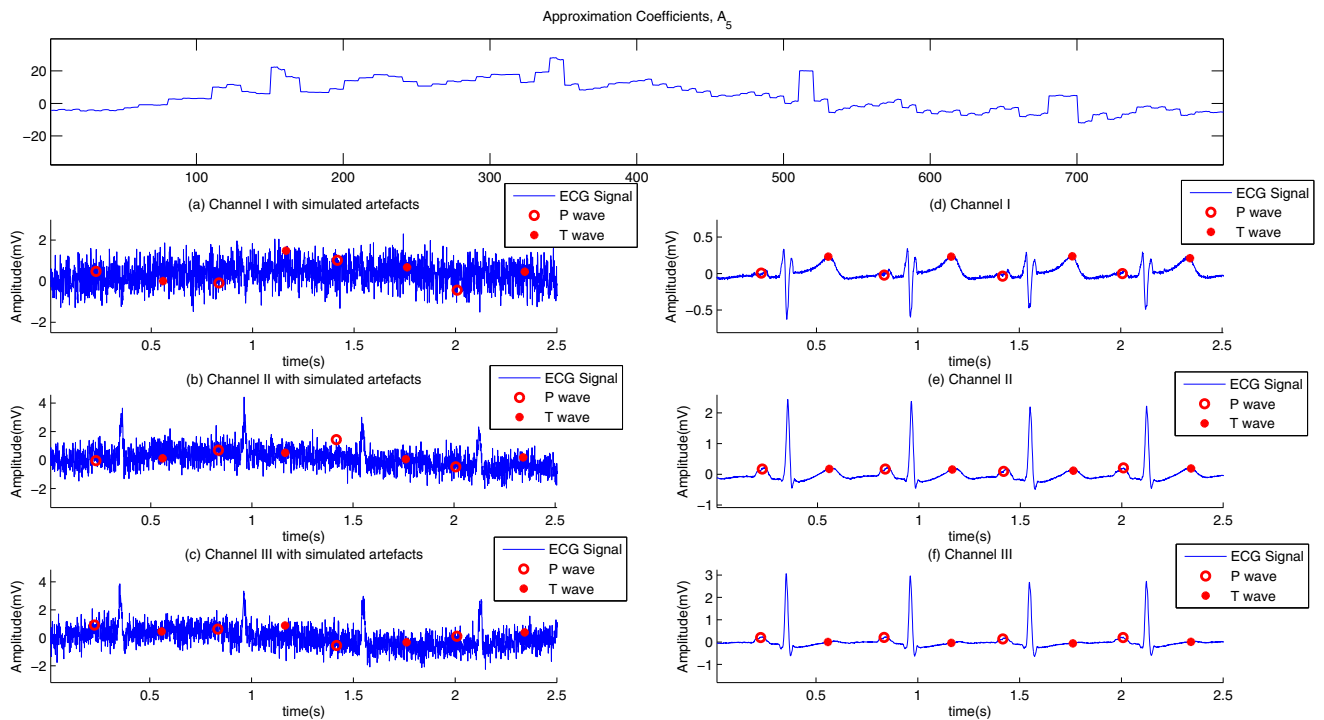 Approximation Coefficients, A5
20
0
−20
100 200 300 400 500 600 700
(a) Channel I with simulated artefacts
ECG Signal
P wave
T wave
Amplitude(mV)
2
0
−2
0.5 1 1.5 2 2.5
time(s)
(d) Channel I
ECG Signal
P wave
T wave
Amplitude(mV)
0.5
0
−0.5
0.5 1 1.5 2 2.5
time(s)
(b) Channel II with simulated artefacts
ECG Signal
P wave
T wave
Amplitude(mV)
4
2
0
−2
0.5 1 1.5 2 2.5
time(s)
(e) Channel II
ECG Signal
P wave
T wave
Amplitude(mV)
2
1
0
−1
0.5 1 1.5 2 2.5
time(s)
(c) Channel III with simulated artefacts
ECG Signal
P wave
T wave
Amplitude(mV)
4
2
0
−2
0.5 1 1.5 2 2.5
time(s)
(f) Channel III
ECG Signal
P wave
T wave
Amplitude(mV)
3
2
1
0
−1
0.5 1 1.5 2 2.5
time(s)